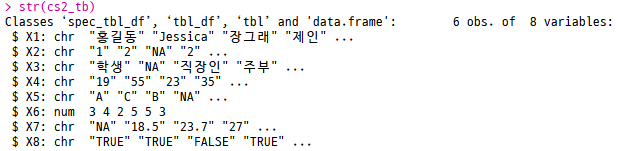 > str(cs2_tb)
Classes ‘spec_tbl_df’, ‘tbl_df’, ‘tbl’ and 'data.frame':	6 obs. of  8 variables:
 $ X1: chr  "홍길동" "Jessica" "장그래" "제인" ...
 $ X2: chr  "1" "2" "NA" "2" ...
 $ X3: chr  "학생" "NA" "직장인" "주부" ...
 $ X4: chr  "19" "55" "23" "35" ...
 $ X5: chr  "A" "C" "B" "NA" ...
 $ X6: num  3 4 2 5 5 3
 $ X7: chr  "NA" "18.5" "23.7" "27" ...
 $ X8: chr  "TRUE" "TRUE" "FALSE" "TRUE" ...